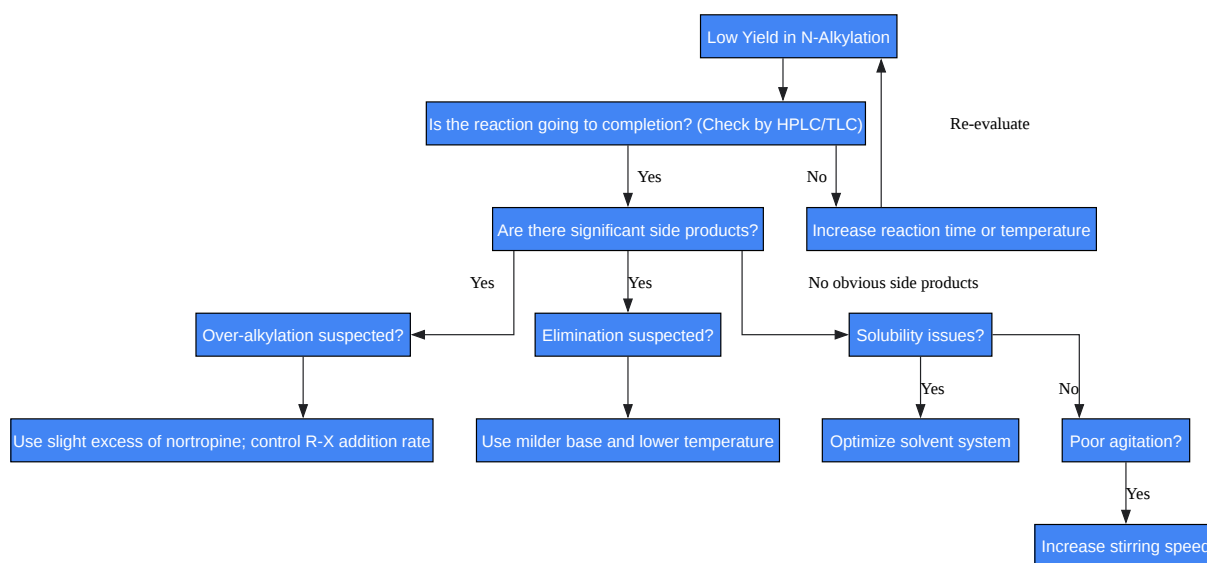 Low Yield in N-Alkylation
Is the reaction going to completion? (Check by HPLC/TLC)
Re-evaluate
Yes
No
Are there significant side products?
Increase reaction time or temperature
Yes
Yes
No obvious side products
Over-alkylation suspected?
Elimination suspected?
Solubility issues?
Yes
No
Use slight excess of nortropine; control R-X addition rate
Use milder base and lower temperature
Optimize solvent system
Poor agitation?
Yes
Increase stirring speed